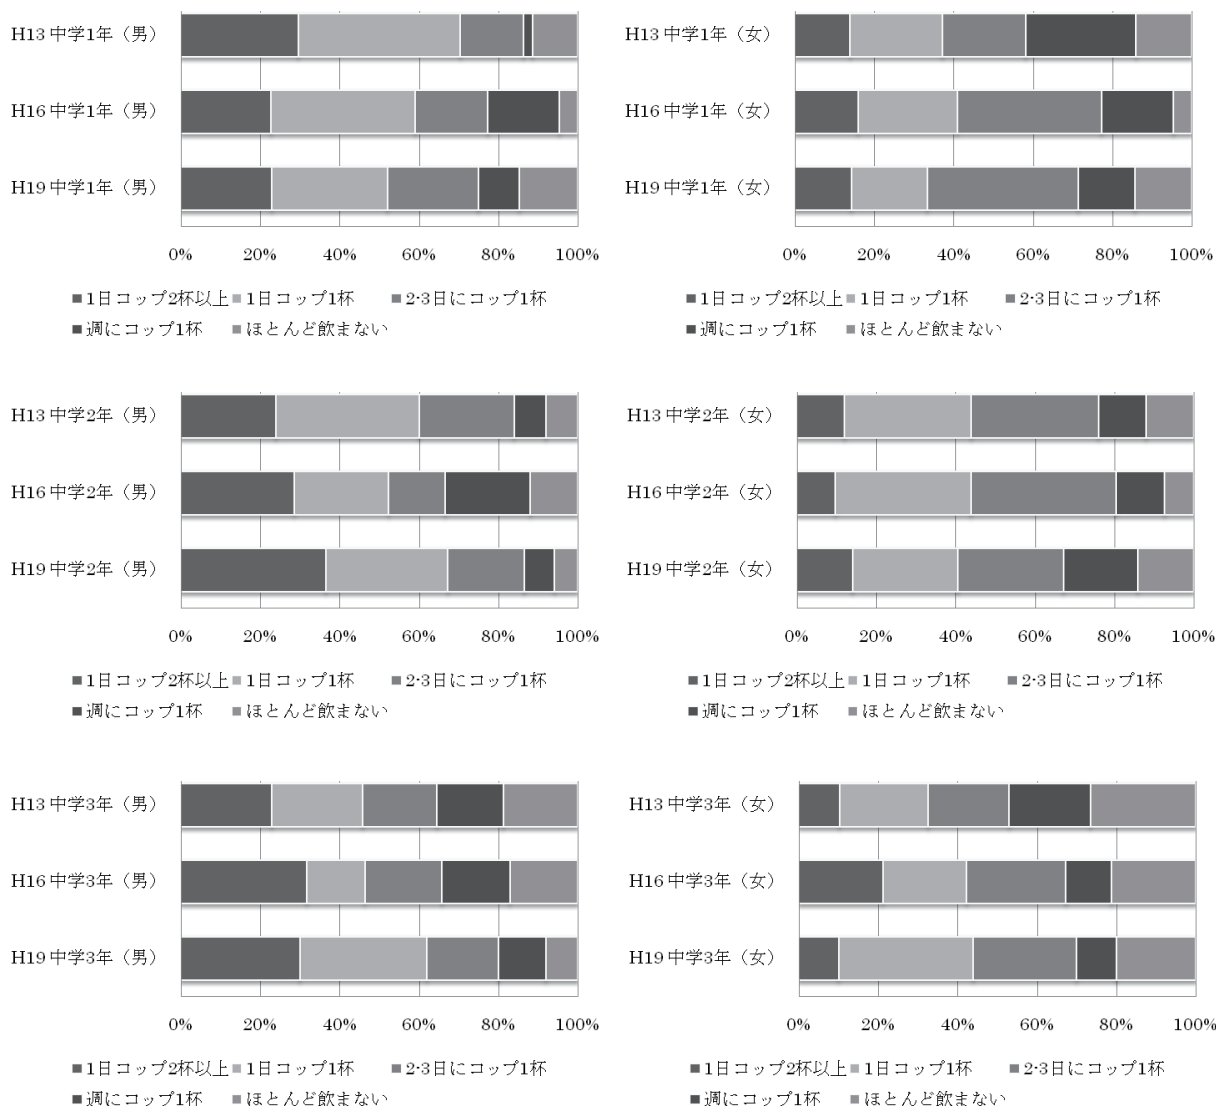 H13 中学1年（男）
H16 中学1年（男）
H19 中学1年（男）
0% 20% 40% 60% 80% 100%
■1日コップ2杯以上 ■1日コップ1杯 ■2-3日にコップ1杯
■週にコップ1杯 ■ほとんど飲まない
H13 中学1年（女）
H16 中学1年（女）
H19 中学1年（女）
0% 20% 40% 60% 80% 100%
■1日コップ2杯以上 ■1日コップ1杯 ■2-3日にコップ1杯
■週にコップ1杯 ■ほとんど飲まない
H13 中学2年（男）
H16 中学2年（男）
H19 中学2年（男）
0% 20% 40% 60% 80% 100%
■1日コップ2杯以上 ■1日コップ1杯 ■2-3日にコップ1杯
■週にコップ1杯 ■ほとんど飲まない
H13 中学2年（女）
H16 中学2年（女）
H19 中学2年（女）
0% 20% 40% 60% 80% 100%
■1日コップ2杯以上 ■1日コップ1杯 ■2-3日にコップ1杯
■週にコップ1杯 ■ほとんど飲まない
H13 中学3年（男）
H16 中学3年（男）
H19 中学3年（男）
0% 20% 40% 60% 80% 100%
■1日コップ2杯以上 ■1日コップ1杯 ■2-3日にコップ1杯
■週にコップ1杯 ■ほとんど飲まない
H13 中学3年（女）
H16 中学3年（女）
H19 中学3年（女）
0% 20% 40% 60% 80% 100%
■1日コップ2杯以上 ■1日コップ1杯 ■2-3日にコップ1杯
■週にコップ1杯 ■ほとんど飲まない